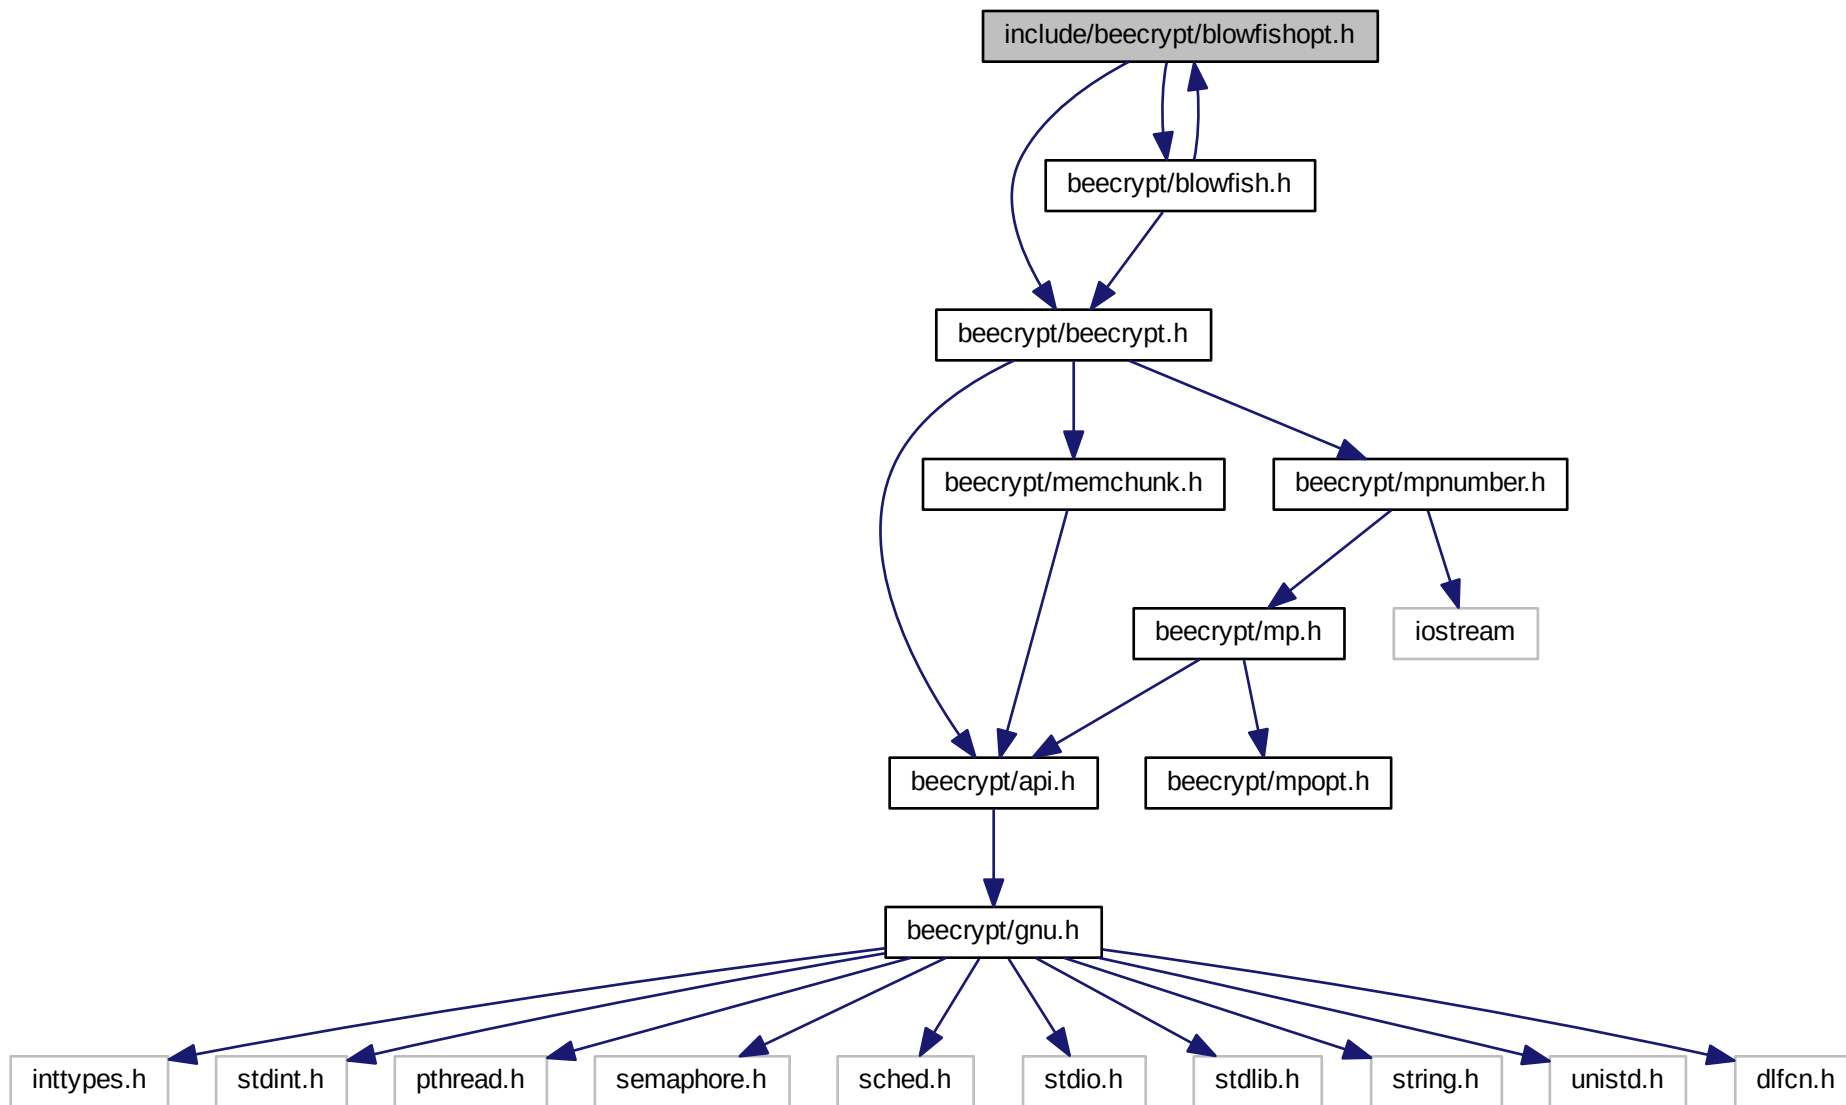 include/beecrypt/blowfishopt.h
beecrypt/blowfish.h
beecrypt/beecrypt.h
beecrypt/memchunk.h
beecrypt/mpnumber.h
beecrypt/mp.h
iostream
beecrypt/api.h
beecrypt/mpopt.h
beecrypt/gnu.h
inttypes.h
stdint.h
pthread.h
semaphore.h
sched.h
stdio.h
stdlib.h
string.h
unistd.h
dlfcn.h